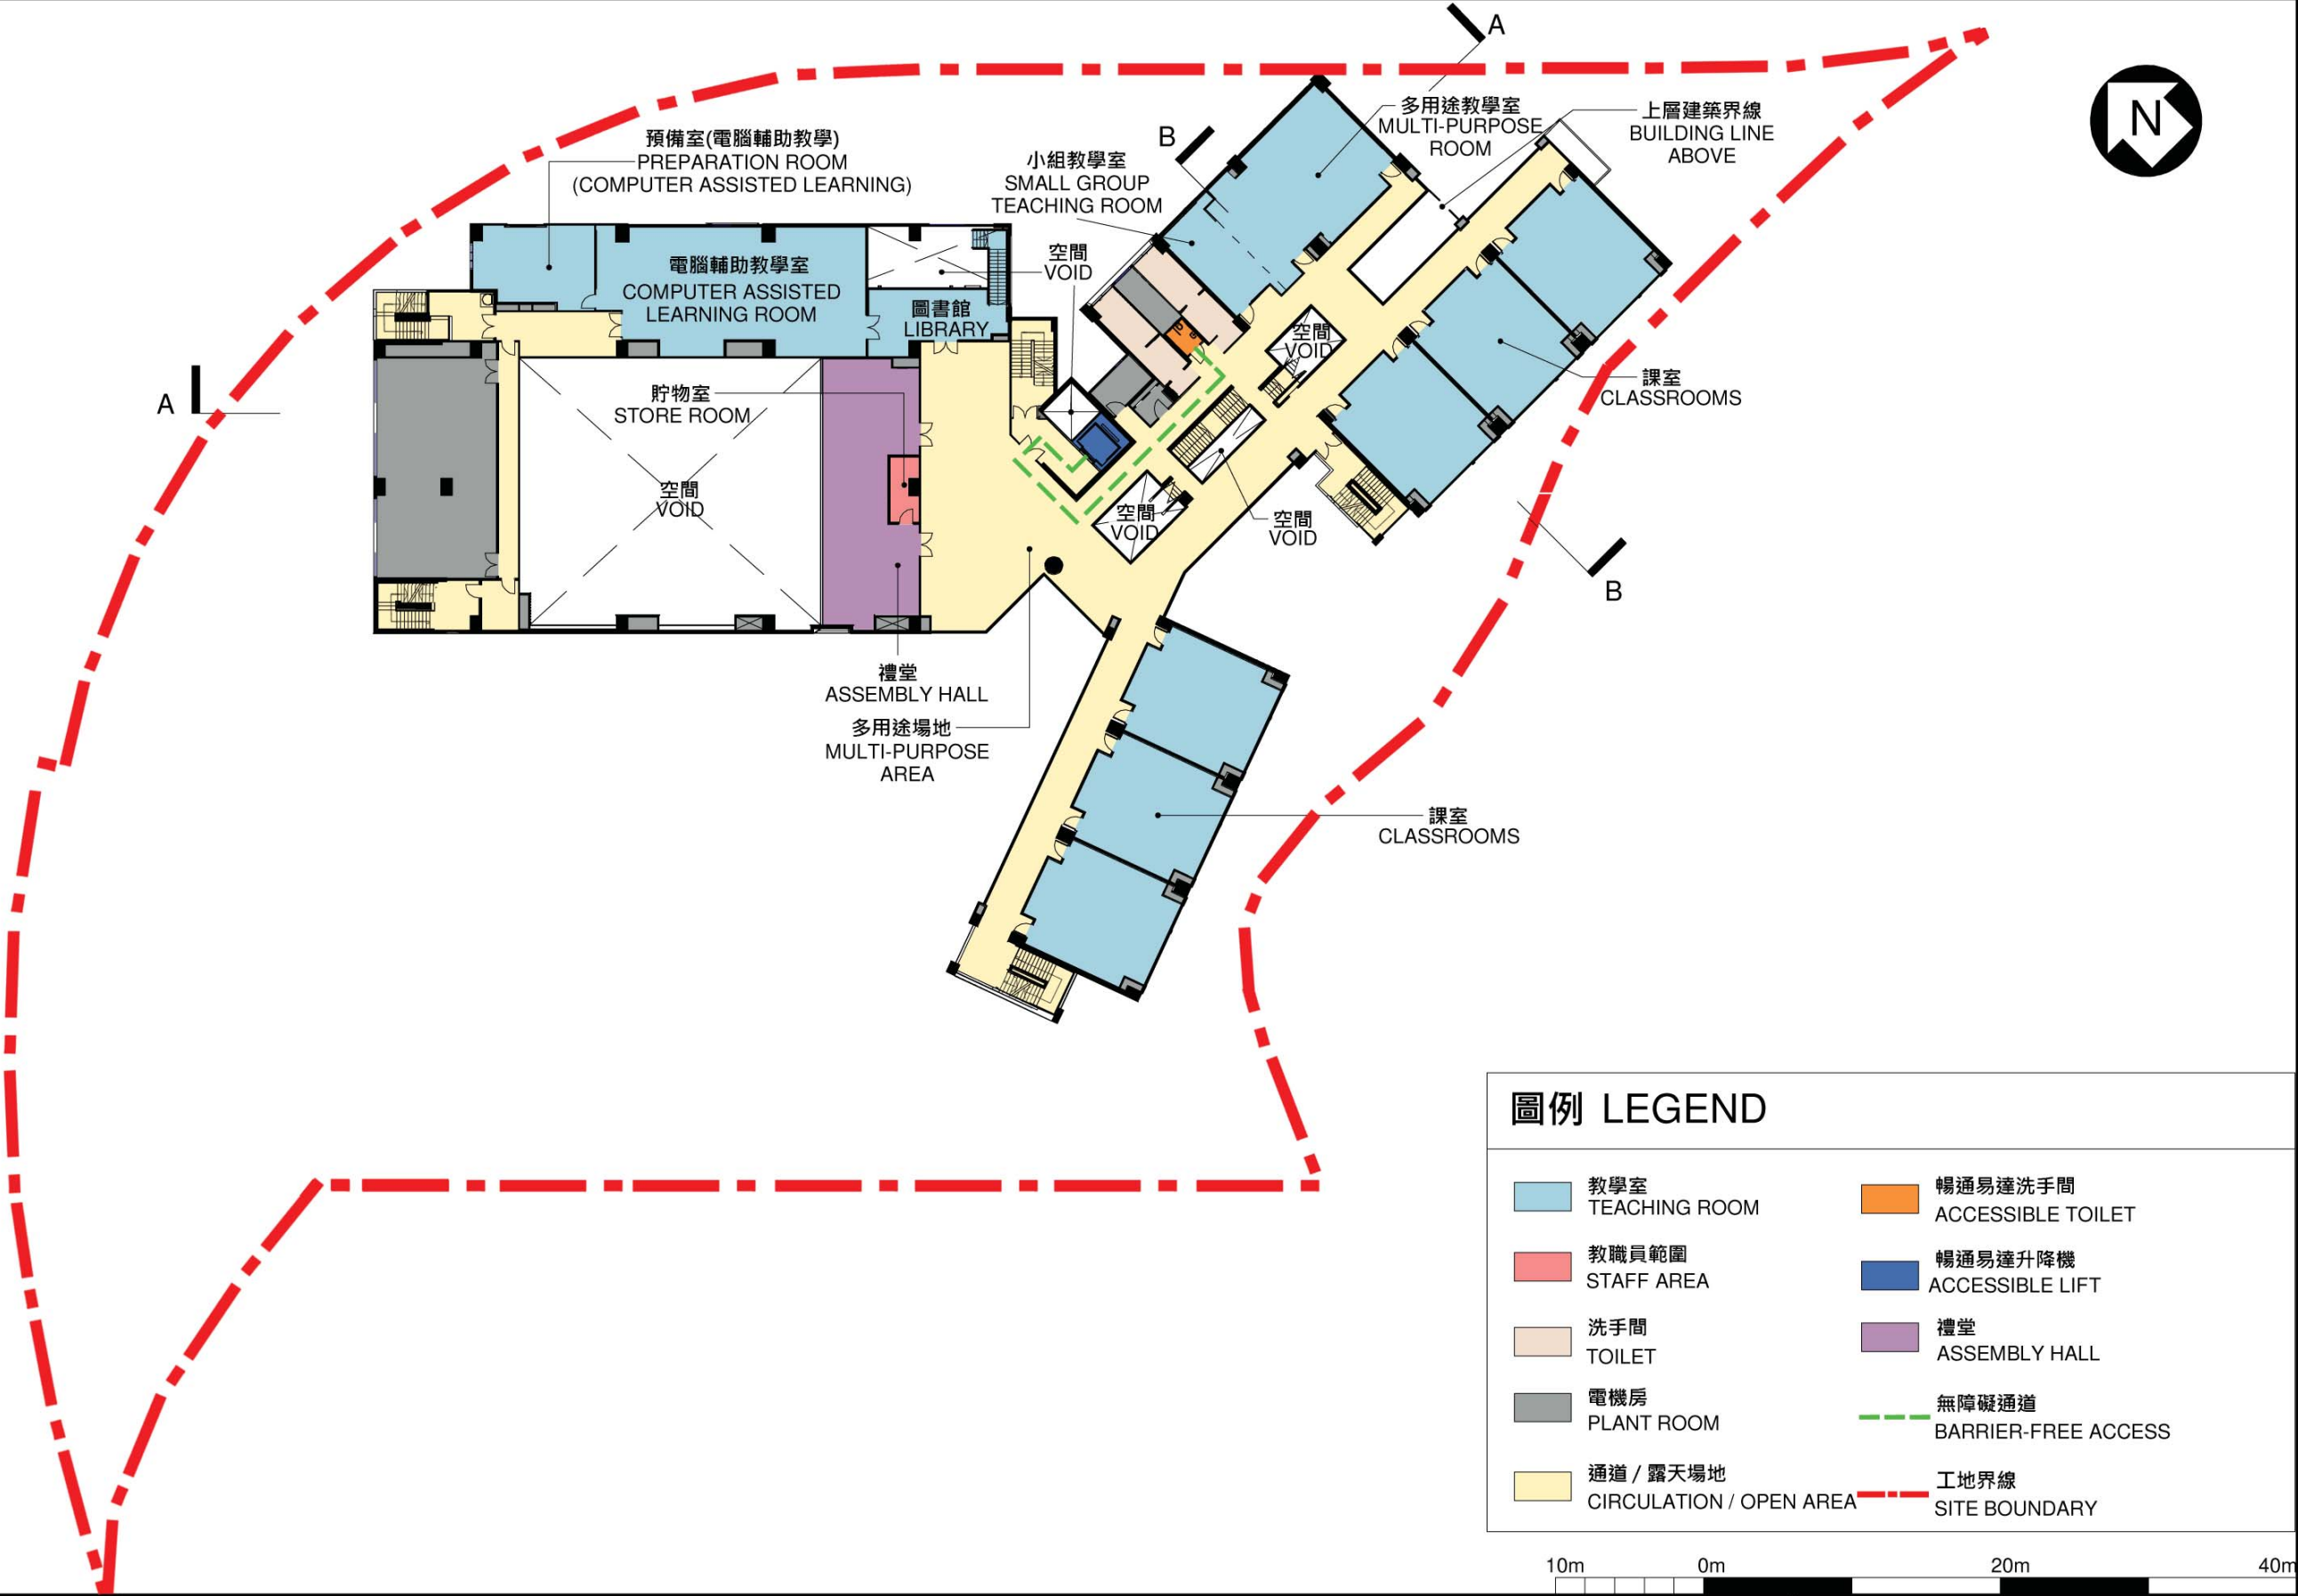 A
N
多用途教學室
MULTI-PURPOSE
ROOM
上層建築界線
BUILDING LINE
ABOVE
B
預備室(電腦輔助教學)
PREPARATION ROOM
(COMPUTER ASSISTED LEARNING)
小組教學室
SMALL GROUP
TEACHING ROOM
空間
VOID
電腦輔助教學室
COMPUTER ASSISTED
LEARNING ROOM
圖書館
LIBRARY
空間
VOID
課室
CLASSROOMS
A
貯物室
STORE ROOM
空間
VOID
空間
VOID
空間
VOID
B
禮堂
ASSEMBLY HALL
多用途場地
MULTI-PURPOSE
AREA
課室
CLASSROOMS
圖例 LEGEND
教學室
TEACHING ROOM
教職員範圍
STAFF AREA
洗手間
TOILET
電機房
PLANT ROOM
通道 / 露天場地
CIRCULATION / OPEN AREA
暢通易達洗手間
ACCESSIBLE TOILET
暢通易達升降機
ACCESSIBLE LIFT
禮堂
ASSEMBLY HALL
無障礙通道
BARRIER-FREE ACCESS
工地界線
SITE BOUNDARY
10m 0m 20m 40m